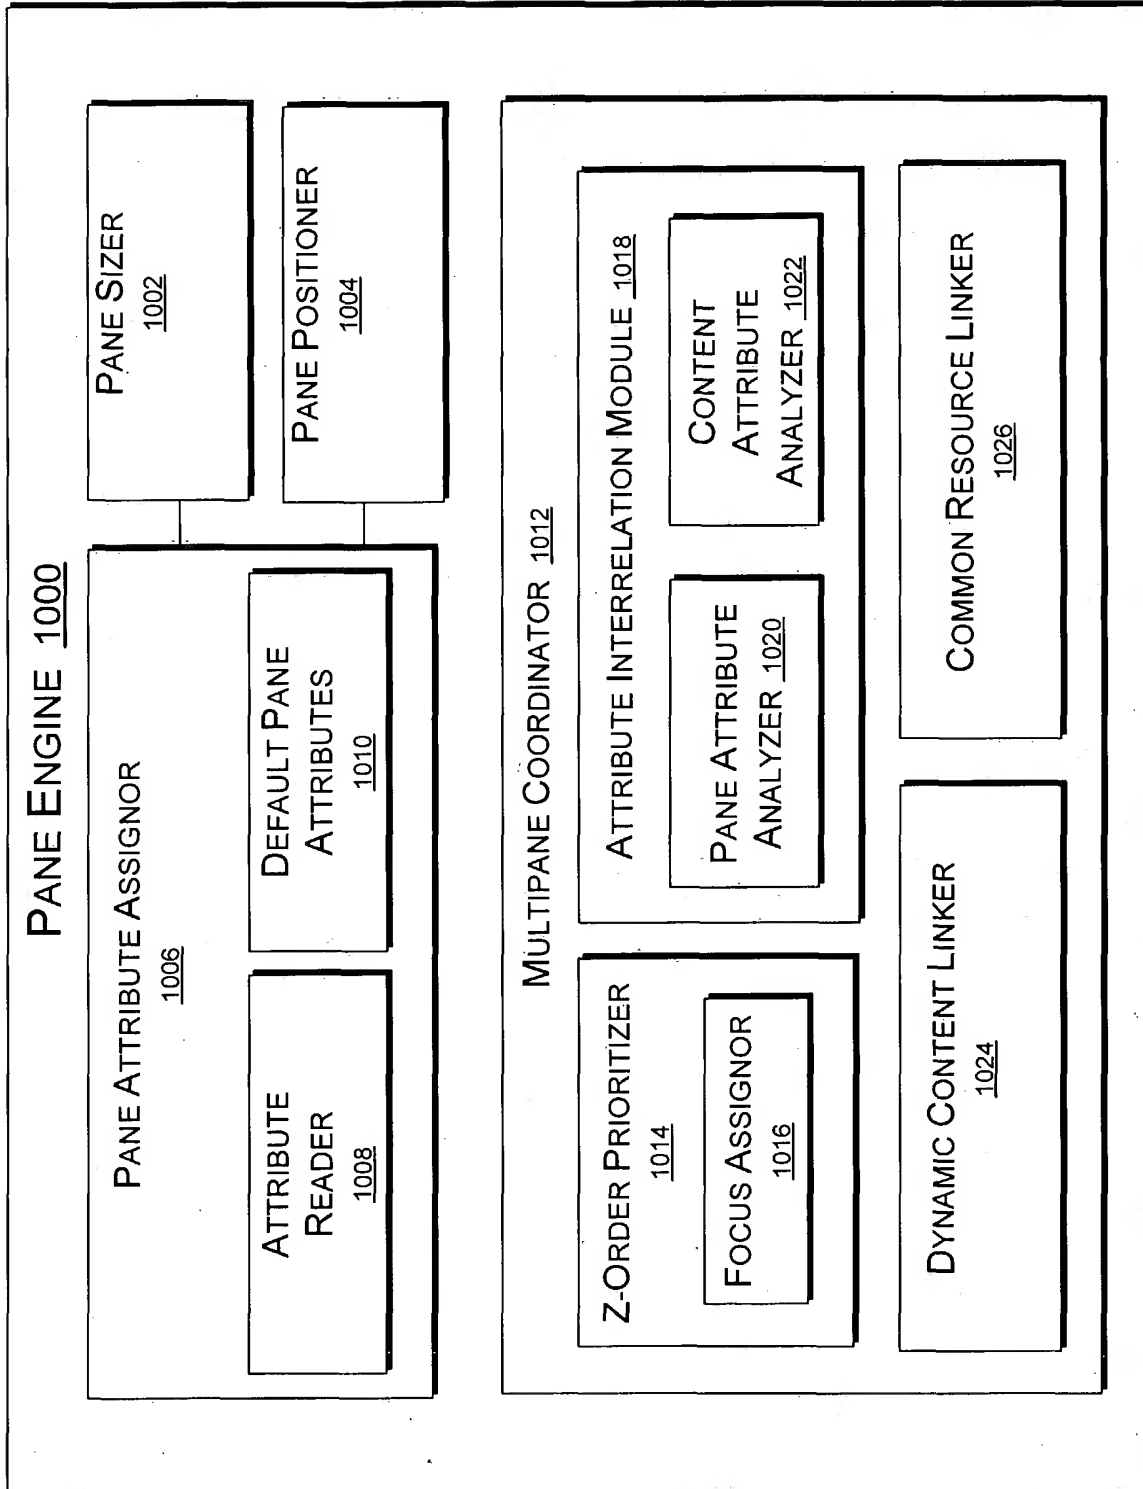 PANE ENGINE 1000
PANE ATTRIBUTE ASSIGNOR
1006
ATTRIBUTE
READER
1008
DEFAULT PANE
ATTRIBUTES
1010
PANE SIZER
1002
PANE POSITIONER
1004
MULTIPANE COORDINATOR 1012
Z-ORDER PRIORITIZER
1014
FOCUS ASSIGNOR
1016
ATTRIBUTE INTERRELATION MODULE 1018
PANE ATTRIBUTE
ANALYZER 1020
CONTENT
ATTRIBUTE
ANALYZER 1022
DYNAMIC CONTENT LINKER
1024
COMMON RESOURCE LINKER
1026